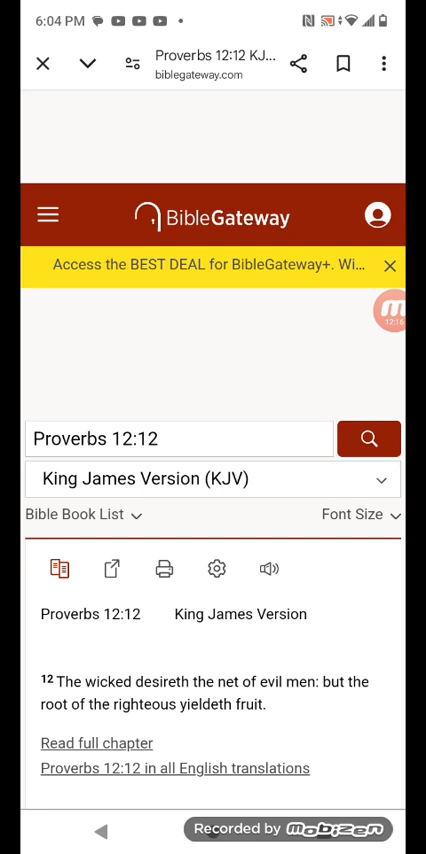 6:04 PM
Proverbs 12:12 KJ...
biblegateway.com
BibleGateway
Access the BEST DEAL for BibleGateway+. Wi...
12:16
Proverbs 12:12
King James Version (KJV)
Bible Book List
Font Size
Proverbs 12:12 King James Version
12 The wicked desireth the net of evil men: but the
root of the righteous yieldeth fruit.
Read full chapter
Proverbs 12:12 in all English translations
Recorded by mobizen